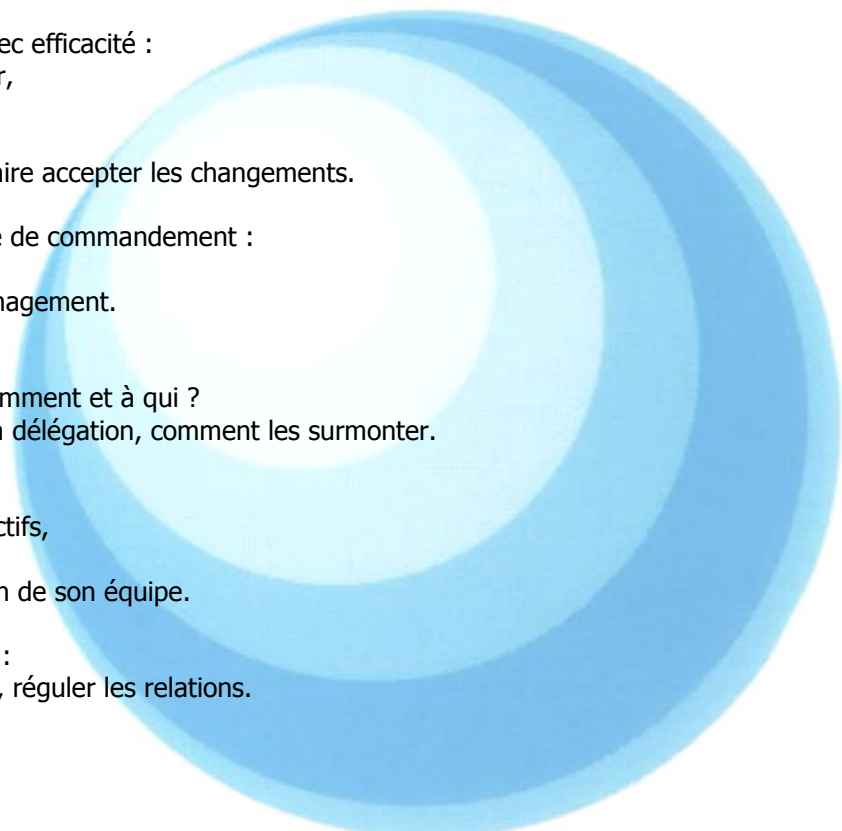 ec efficacité :
r,
aire accepter les changements.
e de commandement :
nagement.
omment et à qui ?
a délégation, comment les surmonter.
ctifs,
n de son équipe.
:
, réguler les relations.